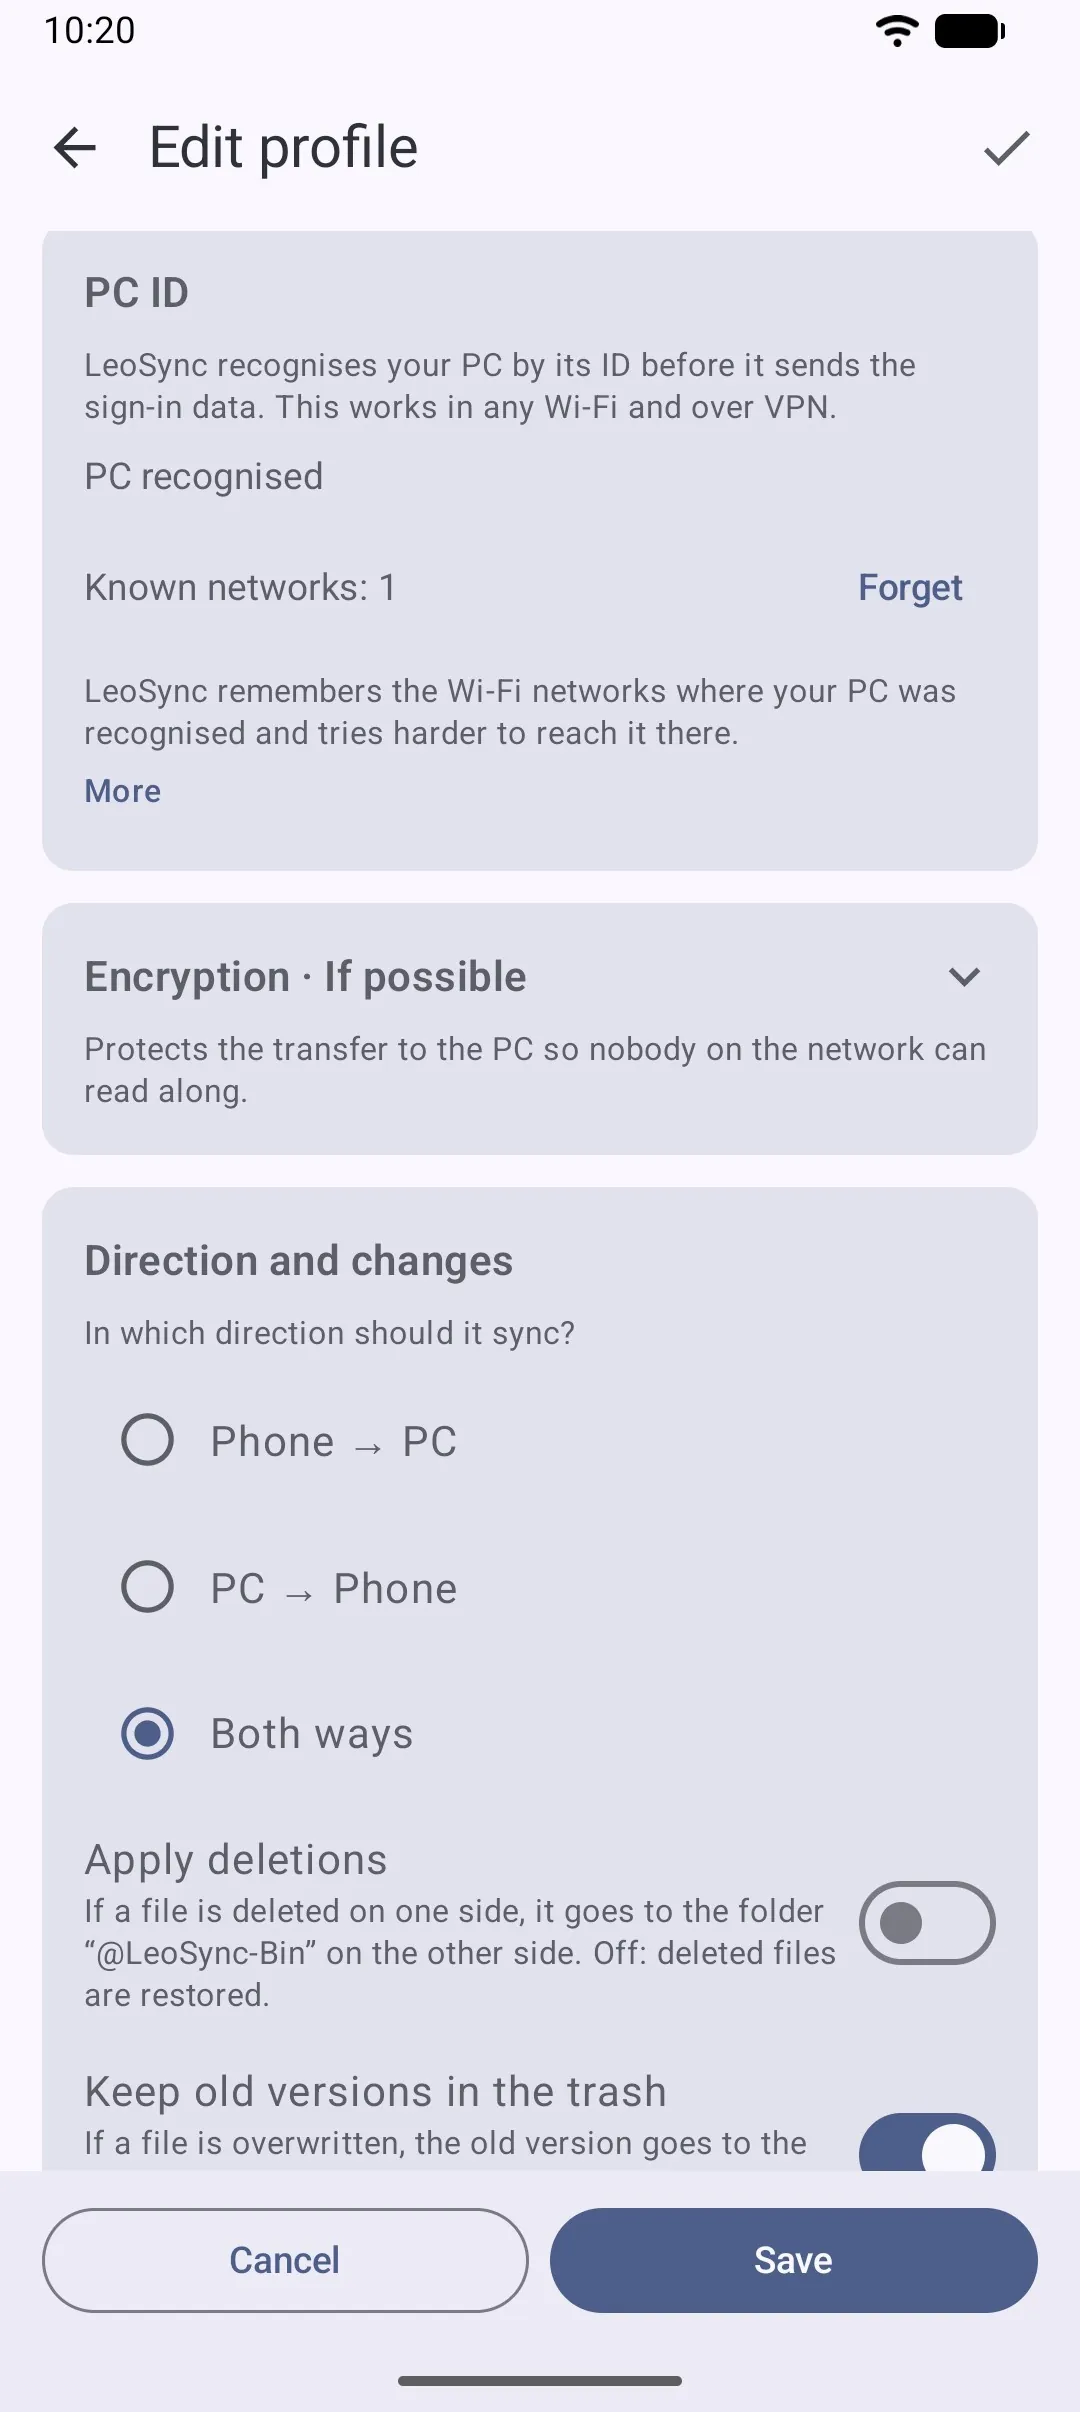 10:20
Edit profile
PC ID
LeoSync recognises your PC by its ID before it sends the
sign-in data. This works in any Wi-Fi and over VPN.
PC recognised
Known networks: 1
Forget
LeoSync remembers the Wi-Fi networks where your PC was
recognised and tries harder to reach it there.
More
Encryption · If possible
Protects the transfer to the PC so nobody on the network can
read along.
Direction and changes
In which direction should it sync?
Phone → PC
PC → Phone
Both ways
Apply deletions
If a file is deleted on one side, it goes to the folder
“@LeoSync-Bin” on the other side. Off: deleted files
are restored.
Keep old versions in the trash
If a file is overwritten, the old version goes to the
Cancel
Save